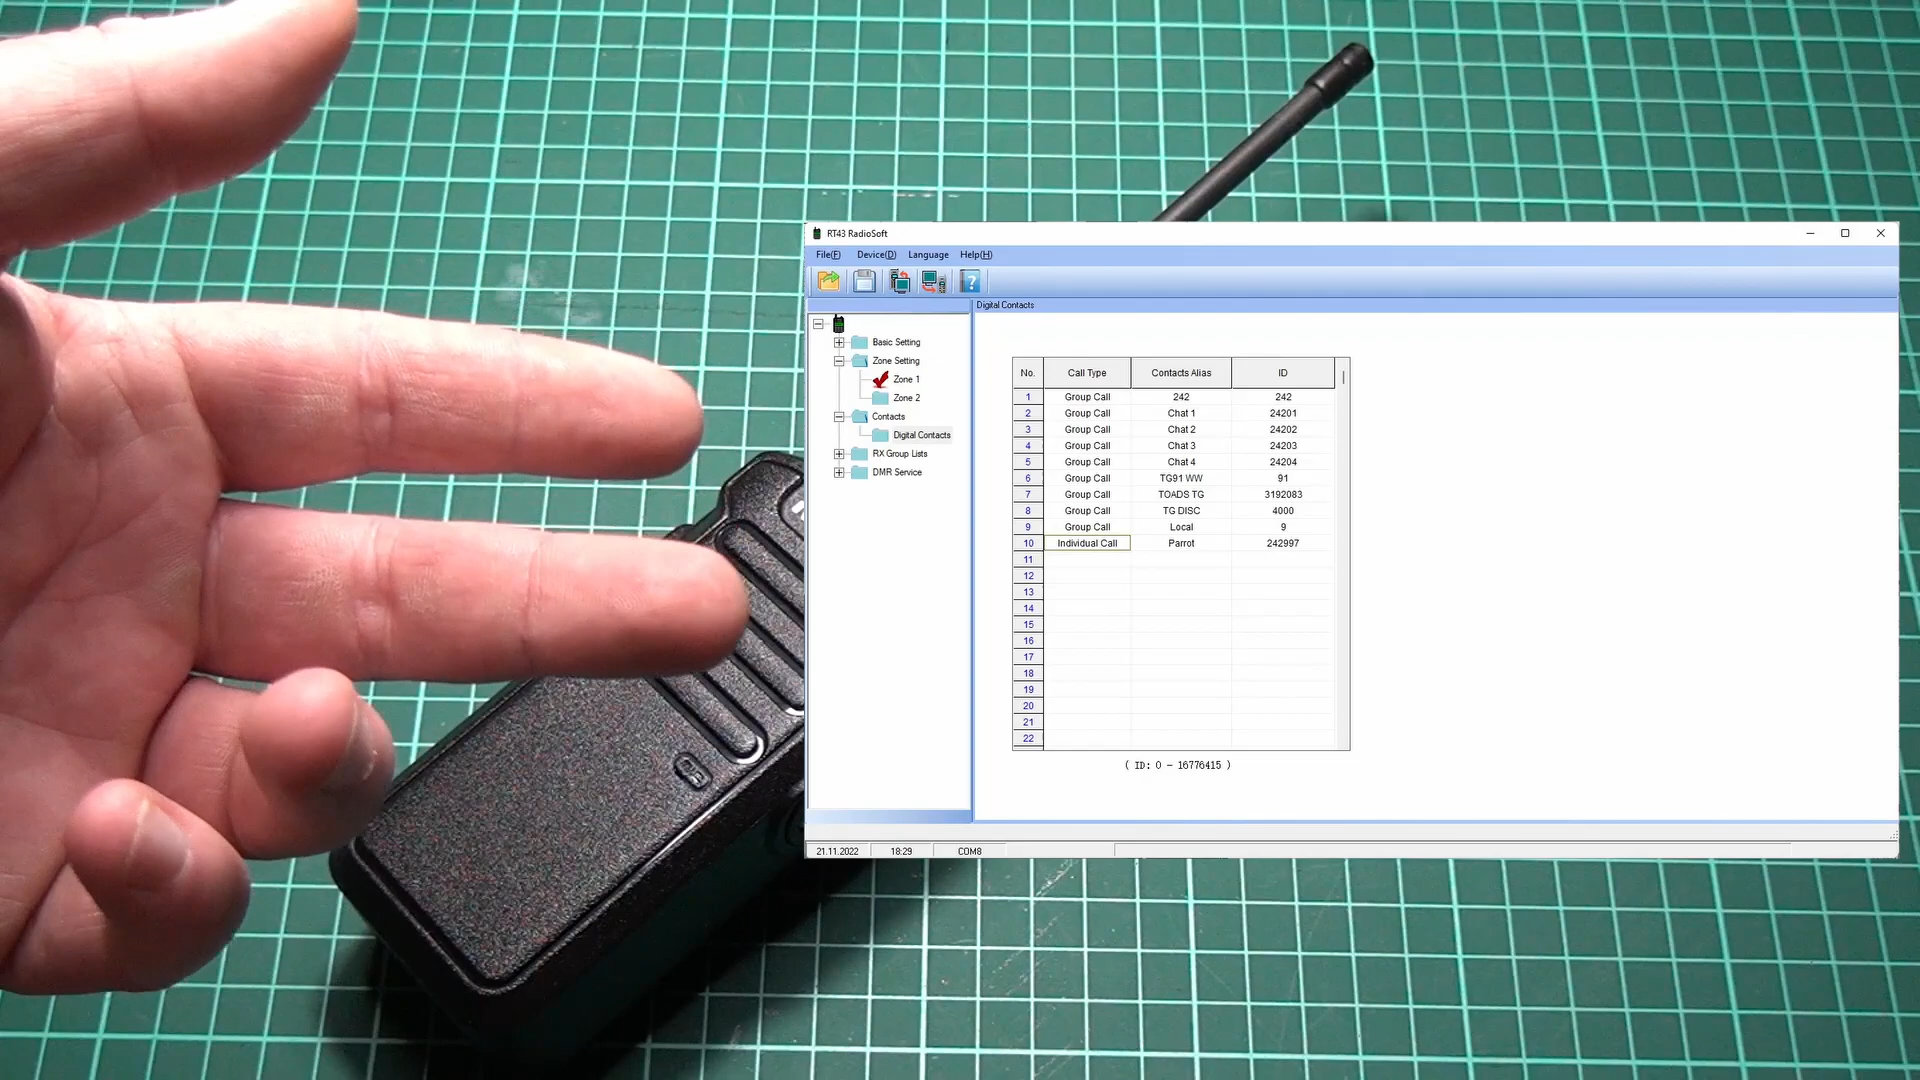 RT43 RadioSoft
File(F) Device(D) Language Help(H)
Digital Contacts
Basic Setting
Zone Setting
Zone 1
Zone 2
Contacts
Digital Contacts
RX Group Lists
DMR Service
No. Call Type Contacts Alias ID
1 Group Call 242 242
2 Group Call Chat 1 24201
3 Group Call Chat 2 24202
4 Group Call Chat 3 24203
5 Group Call Chat 4 24204
6 Group Call TG91 WW 91
7 Group Call TOADS TG 3192083
8 Group Call TG DISC 4000
9 Group Call Local 9
10 Individual Call Parrot 242997
11
12
13
14
15
16
17
18
19
20
21
22
( ID: 0 - 16776415 )
21.11.2022 18:29 COM8